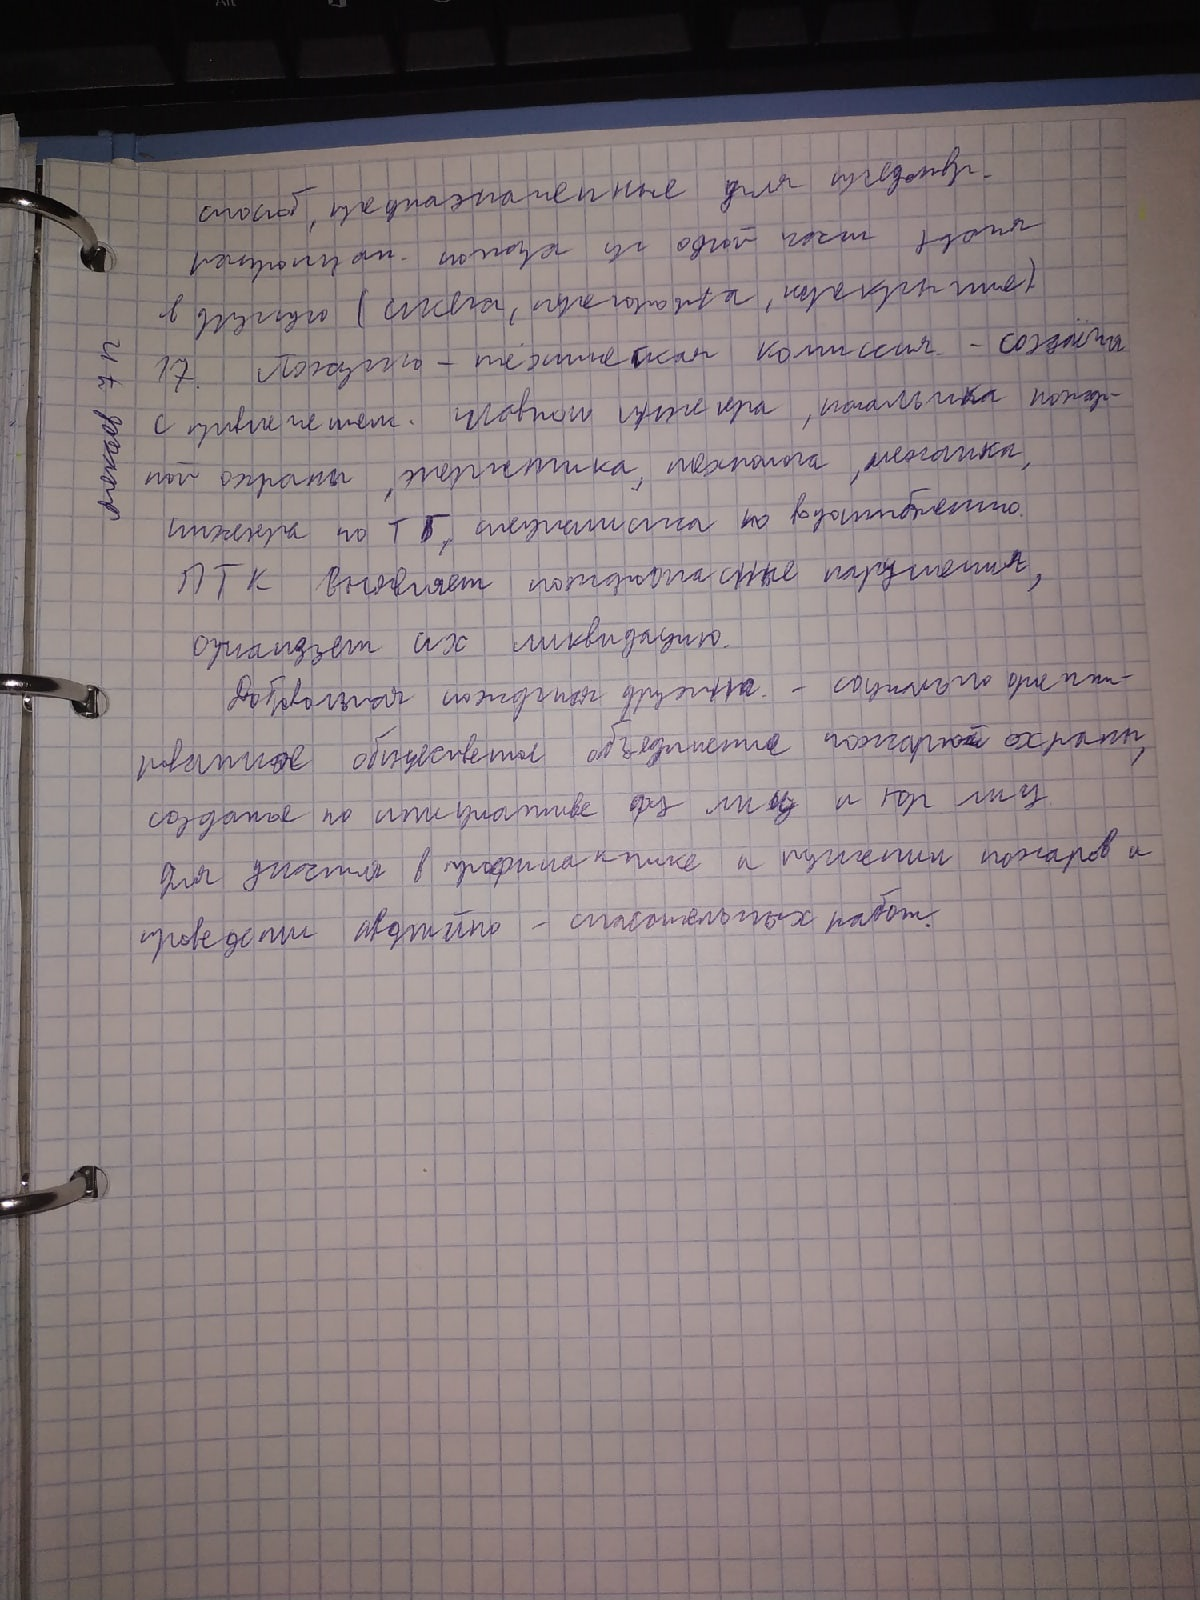 способ, предназначенные для предотвр.
распростран. пожара из одной части здания
в другую (стена, перегородка, перекрытие)
17. Пожарно - техническая комиссия - создаётся
с привлечением. главного инженера, начальника пожар-
ной охраны, энергетика, технолога, механика,
инженера по ТБ, специалиста по водоснабжению.
ПТК выявляет пожароопасные нарушения,
организует их ликвидацию.
Добровольная пожарная дружина. - социально ориенти-
рованное общественное объединение пожарной охраны,
созданое по инициативе физ лиц и юр лиц
для участия в профилактике и тушении пожаров и
проведении аварийно - спасательных работ.